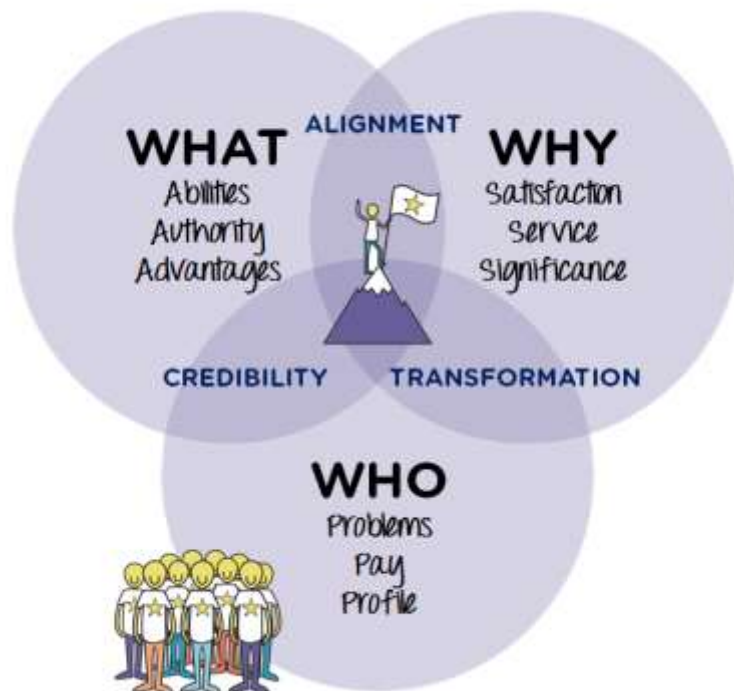 ALIGNMENT
WHAT
Abilities
Authority
Advantages
WHY
Satisfaction
Service
Significance
CREDIBILITY
TRANSFORMATION
WHO
Problems
Pay
Profile